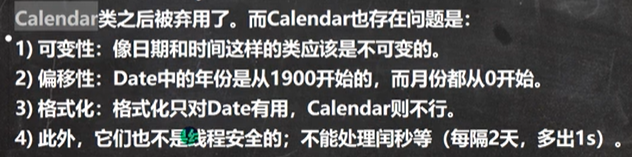 Calendar类之后被弃用了。而Calendar也存在问题是：
1) 可变性：像日期和时间这样的类应该是不可变的。
2) 偏移性：Date中的年份是从1900开始的，而月份都从0开始。
3) 格式化：格式化只对Date有用，Calendar则不行。
4) 此外，它们也不是线程安全的；不能处理闰秒等（每隔2天，多出1s）。